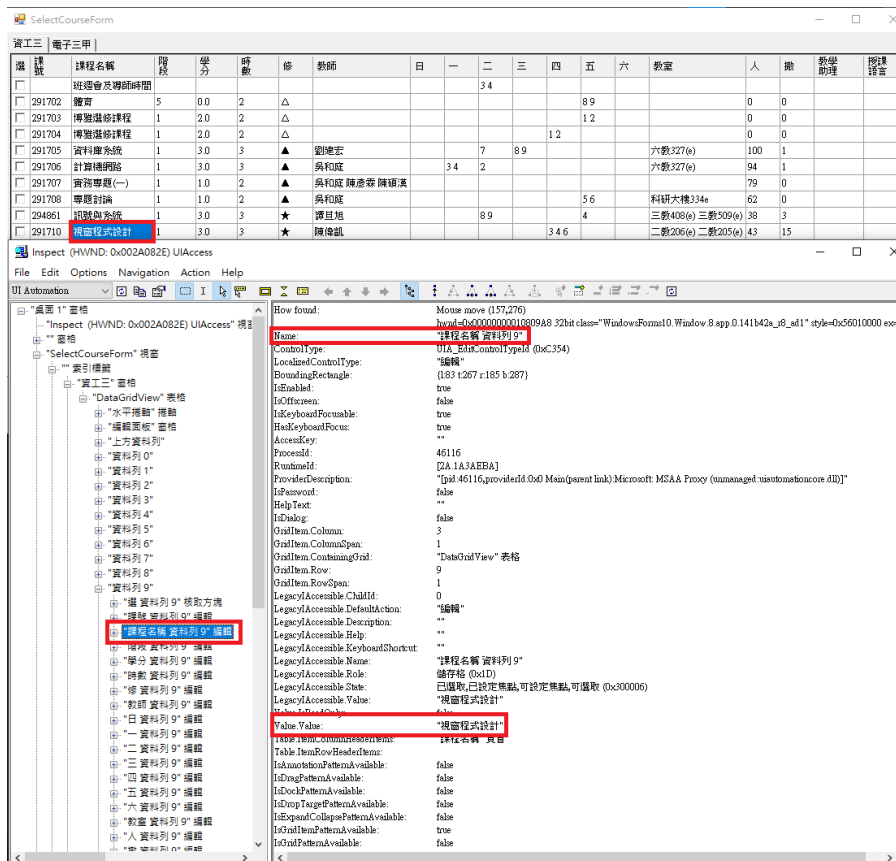 SelectCourseForm
資工三 電子三甲
選 課號 課程名稱 階段 學分 時數 修 教師 日 一 二 三 四 五 六 教室 人 撤 教學助理 授課語言
班週會及導師時間 3 4
291702 體育 5 0.0 2 △ 8 9 0 0
291703 博雅選修課程 1 2.0 2 △ 1 2 0 0
291704 博雅選修課程 1 2.0 2 △ 1 2 0 0
291705 資料庫系統 1 3.0 3 ▲ 劉建宏 7 8 9 六教327(e) 100 1
291706 計算機網路 1 3.0 3 ▲ 吳和庭 3 4 2 六教327(e) 94 1
291707 實務專題(一) 1 1.0 2 ▲ 吳和庭 陳彥霖 陳碩漢 79 0
291708 專題討論 1 1.0 2 ▲ 吳和庭 5 6 科研大樓334e 62 0
294861 訊號與系統 1 3.0 3 ★ 譚旦旭 8 9 4 三教408(e) 三教509(e) 38 3
291710 視窗程式設計 1 3.0 3 ★ 陳偉凱 3 4 6 二教206(e) 二教205(e) 43 15
Inspect (HWND: 0x002A082E) UIAccess
File Edit Options Navigation Action Help
UI Automation
"桌面 1" 窗格
"Inspect (HWND: 0x002A082E) UIAccess" 視窗
"" 窗格
"SelectCourseForm" 視窗
"" 索引標籤
"資工三" 窗格
"DataGridView" 表格
"水平捲軸" 捲軸
"編輯面板" 窗格
"上方資料列"
"資料列 0"
"資料列 1"
"資料列 2"
"資料列 3"
"資料列 4"
"資料列 5"
"資料列 6"
"資料列 7"
"資料列 8"
"資料列 9"
"選 資料列 9" 核取方塊
"課號 資料列 9" 編輯
"課程名稱 資料列 9" 編輯
"階段 資料列 9" 編輯
"學分 資料列 9" 編輯
"時數 資料列 9" 編輯
"修 資料列 9" 編輯
"教師 資料列 9" 編輯
"日 資料列 9" 編輯
"一 資料列 9" 編輯
"二 資料列 9" 編輯
"三 資料列 9" 編輯
"四 資料列 9" 編輯
"五 資料列 9" 編輯
"六 資料列 9" 編輯
"教室 資料列 9" 編輯
"人 資料列 9" 編輯
"撤 資料列 9" 編輯
How found: Mouse move (157,276)
hwnd=0x00000000010809A8 32bit class="WindowsForms10.Window.8.app.0.141b42a_r8_ad1" style=0x56010000 ex=
Name: "課程名稱 資料列 9"
ControlType: UIA_EditControlTypeId (0xC354)
LocalizedControlType: "編輯"
BoundingRectangle: {l:83 t:267 r:185 b:287}
IsEnabled: true
IsOffscreen: false
IsKeyboardFocusable: true
HasKeyboardFocus: true
AccessKey: ""
ProcessId: 46116
RuntimeId: [2A.1A3AEBA]
ProviderDescription: "[pid:46116,providerId:0x0 Main(parent link):Microsoft: MSAA Proxy (unmanaged:uiautomationcore.dll)]"
IsPassword: false
HelpText: ""
IsDialog: false
GridItem.Column: 3
GridItem.ColumnSpan: 1
GridItem.ContainingGrid: "DataGridView" 表格
GridItem.Row: 9
GridItem.RowSpan: 1
LegacyIAccessible.ChildId: 0
LegacyIAccessible.DefaultAction: "編輯"
LegacyIAccessible.Description: ""
LegacyIAccessible.Help: ""
LegacyIAccessible.KeyboardShortcut: ""
LegacyIAccessible.Name: "課程名稱 資料列 9"
LegacyIAccessible.Role: 儲存格 (0x1D)
LegacyIAccessible.State: 已選取,已設定焦點,可設定焦點,可選取 (0x300006)
LegacyIAccessible.Value: "視窗程式設計"
Value.IsReadOnly: false
Value.Value: "視窗程式設計"
Table.ItemColumnHeaderItems: "課程名稱" 頁首
Table.ItemRowHeaderItems:
IsAnnotationPatternAvailable: false
IsDragPatternAvailable: false
IsDockPatternAvailable: false
IsDropTargetPatternAvailable: false
IsExpandCollapsePatternAvailable: false
IsGridItemPatternAvailable: true
IsGridPatternAvailable: false